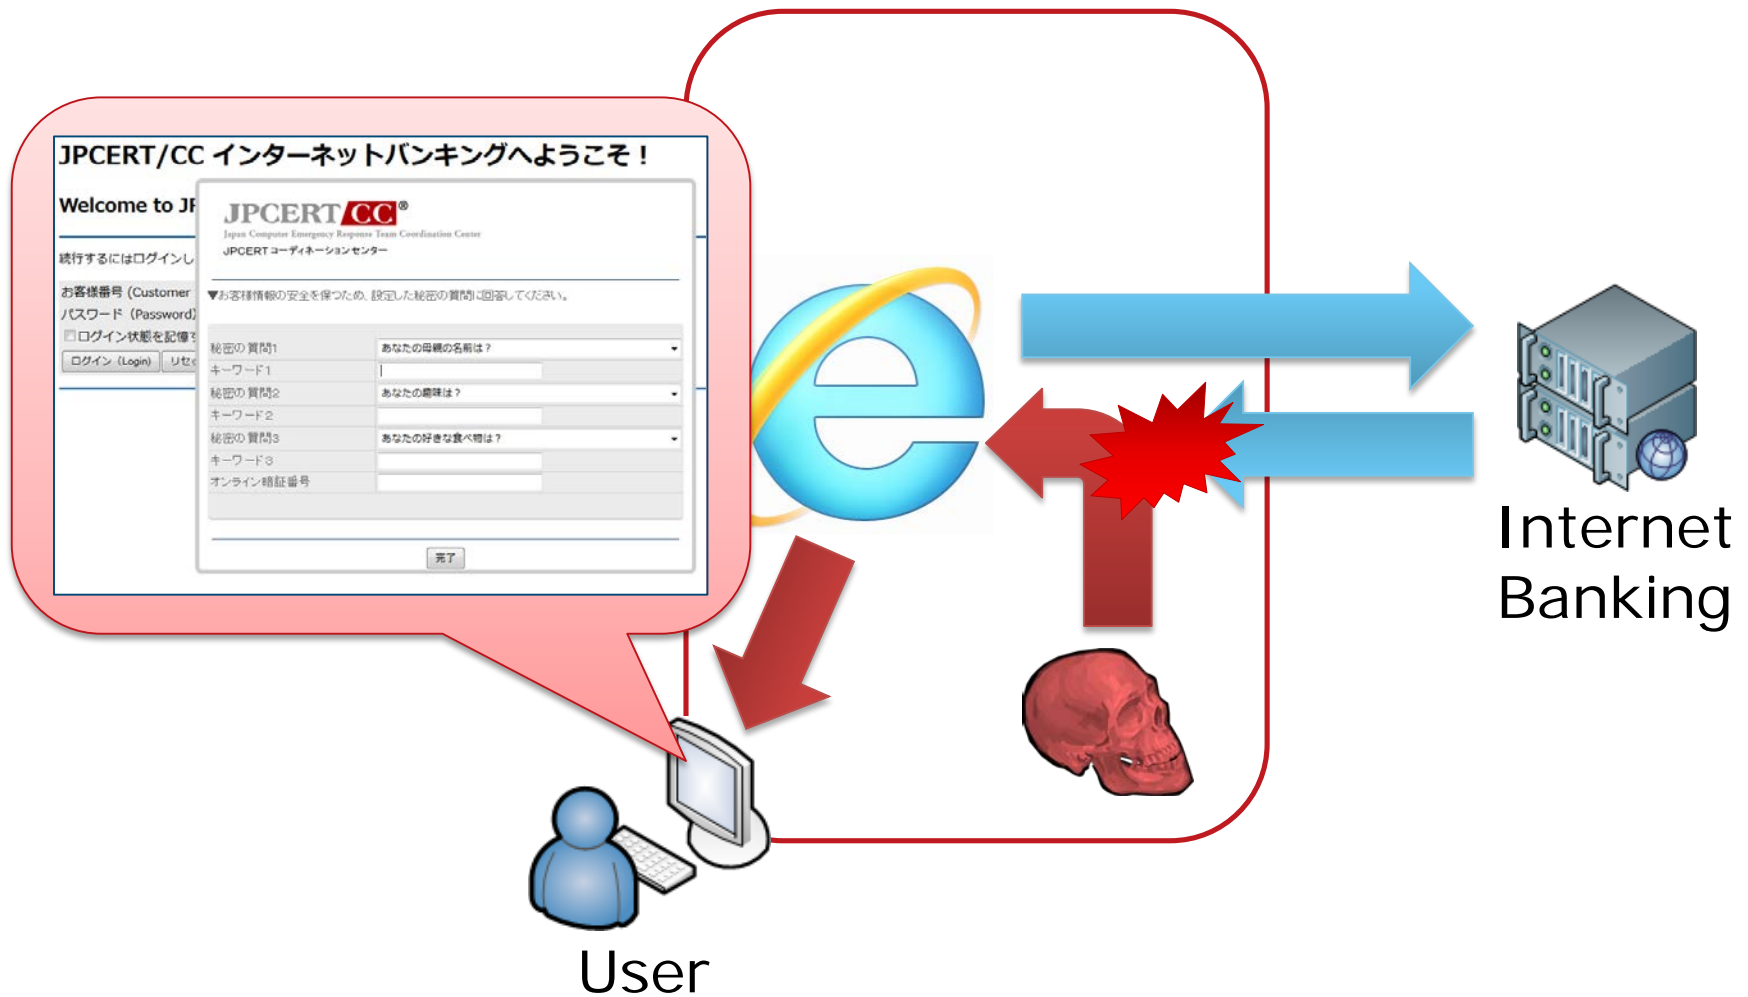 JPCERT/CC インターネットバンキングへようこそ！
Welcome to JP
続行するにはログインし
お客様番号 (Customer
パスワード（Password）
ログイン状態を記憶す
ログイン（Login）
リセ
JPCERT CC®
Japan Computer Emergency Response Team Coordination Center
JPCERT コーディネーションセンター
▼お客様情報の安全を保つため、設定した秘密の質問に回答してください。
秘密の質問1 あなたの母親の名前は？
キーワード1
秘密の質問2 あなたの趣味は？
キーワード2
秘密の質問3 あなたの好きな食べ物は？
キーワード3
オンライン暗証番号
完了
Internet
Banking
User